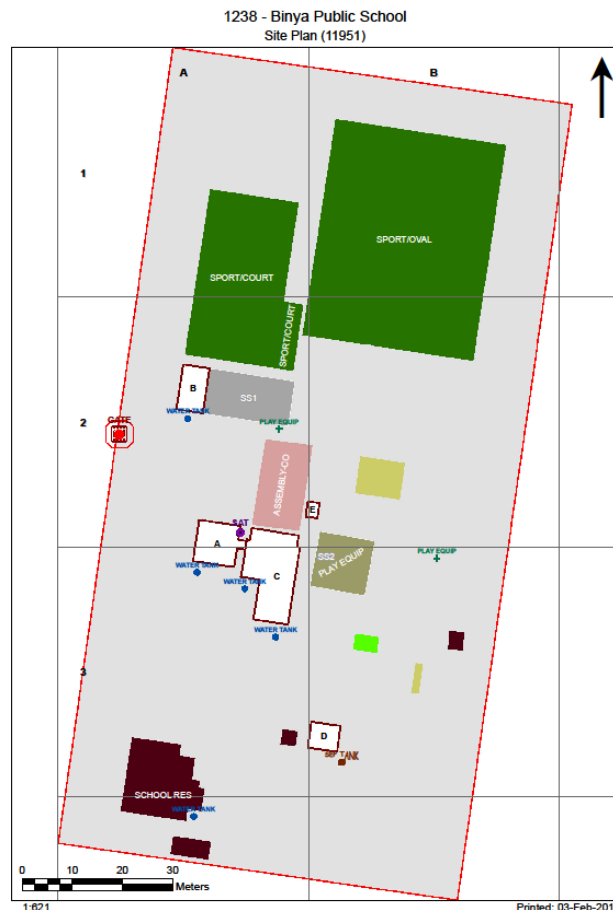 1238 - Binya Public School
Site Plan (11951)
A
B
1
SPORT/OVAL
SPORT/COURT
SPORT/COURT
B
SS1
WATER TANK
2
PLAY EQUIP
GATE
ASSEMBLY-CO
E
SAT
A
SS2
PLAY EQUIP
PLAY EQUIP
WATER TANK
C
WATER TANK
WATER TANK
3
D
SEP TANK
SCHOOL RES
WATER TANK
0 10 20 30
Meters
1:621
Printed: 03-Feb-201